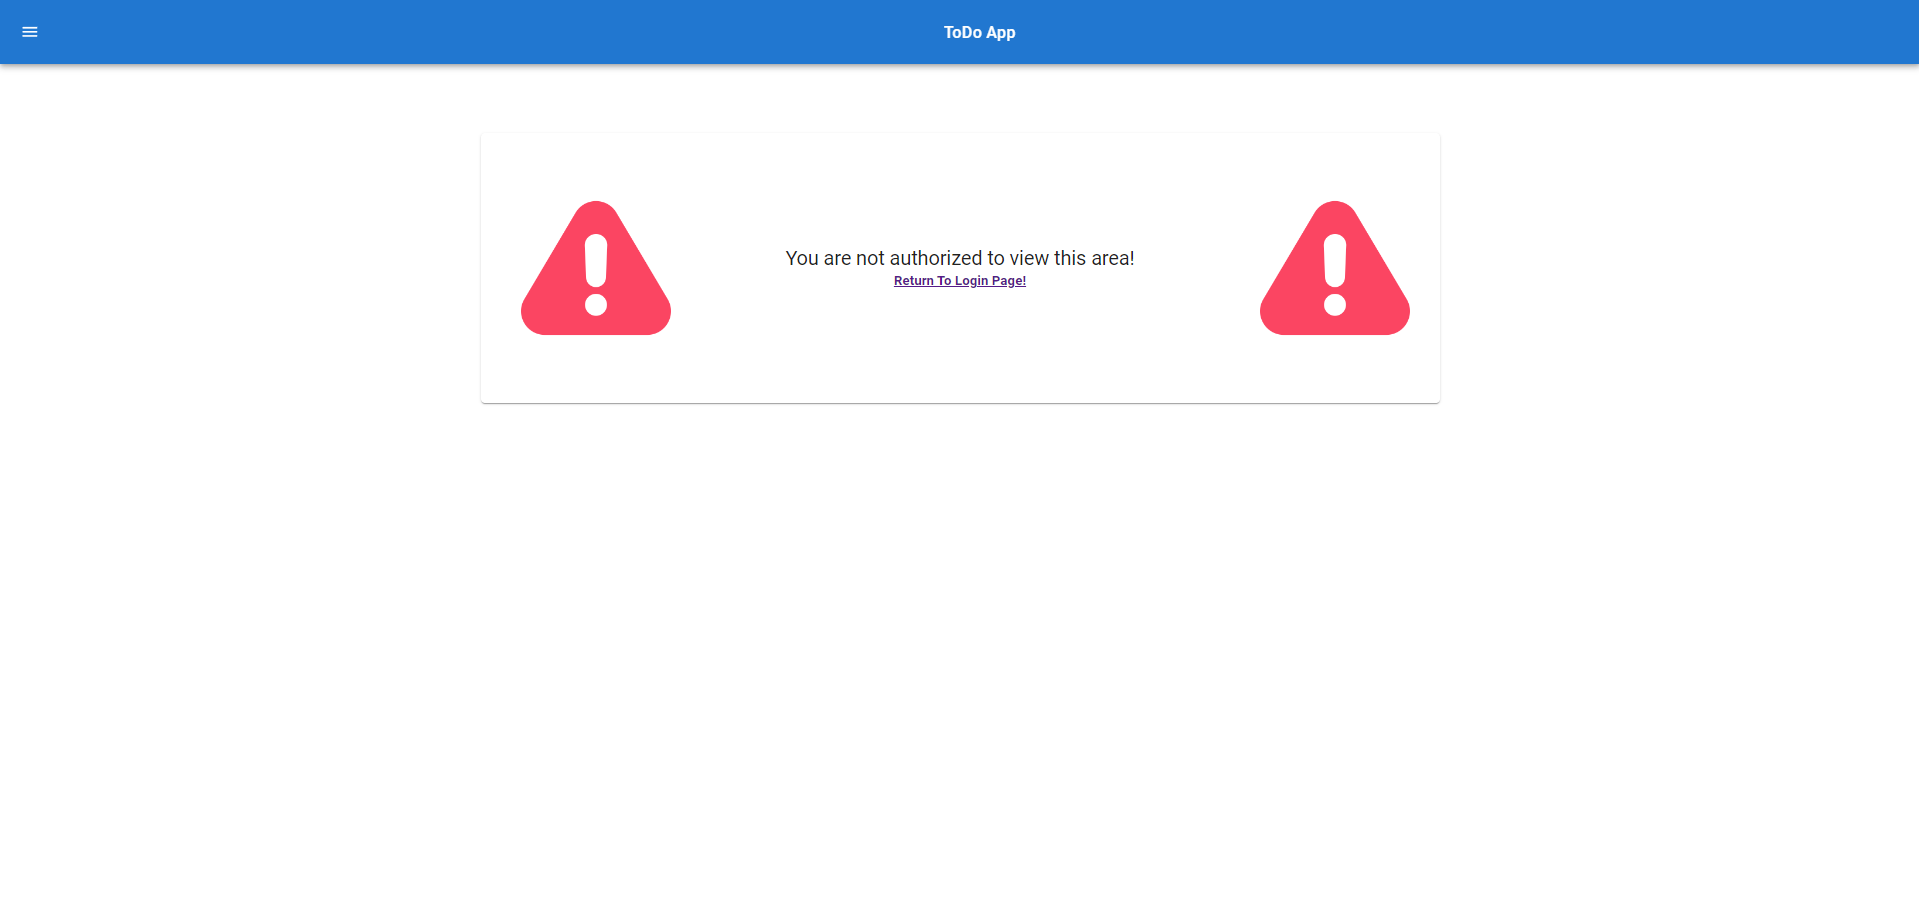 ToDo App
You are not authorized to view this area!
Return To Login Page!